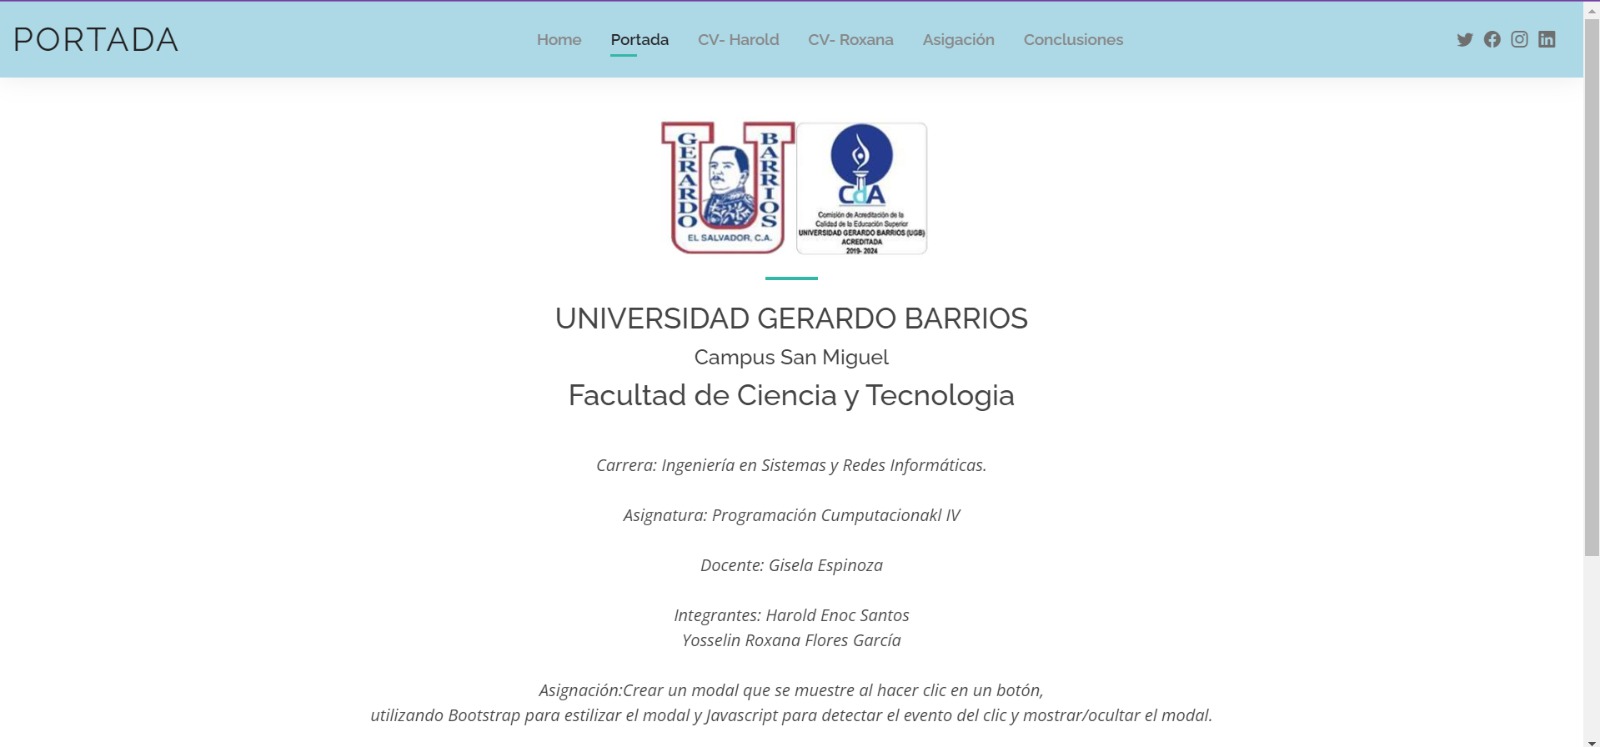 PORTADA
Home
Portada
CV- Harold
CV- Roxana
Asigación
Conclusiones
GERARDO
BARRIOS
EL SALVADOR, C.A.
CdA
Comisión de Acreditación de la
Calidad de la Educación Superior
UNIVERSIDAD GERARDO BARRIOS (UGB)
ACREDITADA
2019- 2024
UNIVERSIDAD GERARDO BARRIOS
Campus San Miguel
Facultad de Ciencia y Tecnologia
Carrera: Ingeniería en Sistemas y Redes Informáticas.
Asignatura: Programación Cumputacionakl IV
Docente: Gisela Espinoza
Integrantes: Harold Enoc Santos
Yosselin Roxana Flores García
Asignación:Crear un modal que se muestre al hacer clic en un botón,
utilizando Bootstrap para estilizar el modal y Javascript para detectar el evento del clic y mostrar/ocultar el modal.